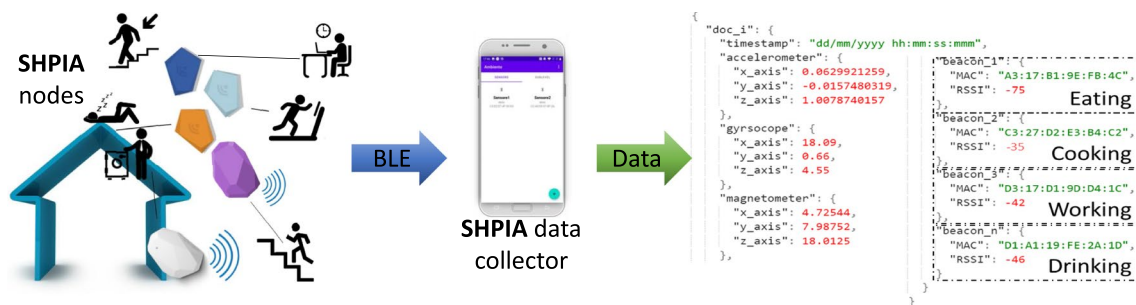 SHPIA
nodes
BLE
SHPIA data
collector
Data
{
"doc_i": {
"timestamp": "dd/mm/yyyy hh:mm:ss:mmm",
"accelerometer": {
"x_axis": 0.0629921259,
"y_axis": -0.0157480319,
"z_axis": 1.0078740157
},
"gyrsocope": {
"x_axis": 18.09,
"y_axis": 0.66,
"z_axis": 4.55
},
"magnetometer": {
"x_axis": 4.72544,
"y_axis": 7.98752,
"z_axis": 18.0125
},
"beacon_1": {
"MAC": "A3:17:B1:9E:FB:4C",
"RSSI": -75
Eating
},
"beacon_2": {
"MAC": "C3:27:D2:E3:B4:C2",
"RSSI": -35
Cooking
},
"beacon_3": {
"MAC": "D3:17:D1:9D:D4:1C",
"RSSI": -42
Working
},
"beacon_n": {
"MAC": "D1:A1:19:FE:2A:1D",
"RSSI": -46
Drinking
}
}
}